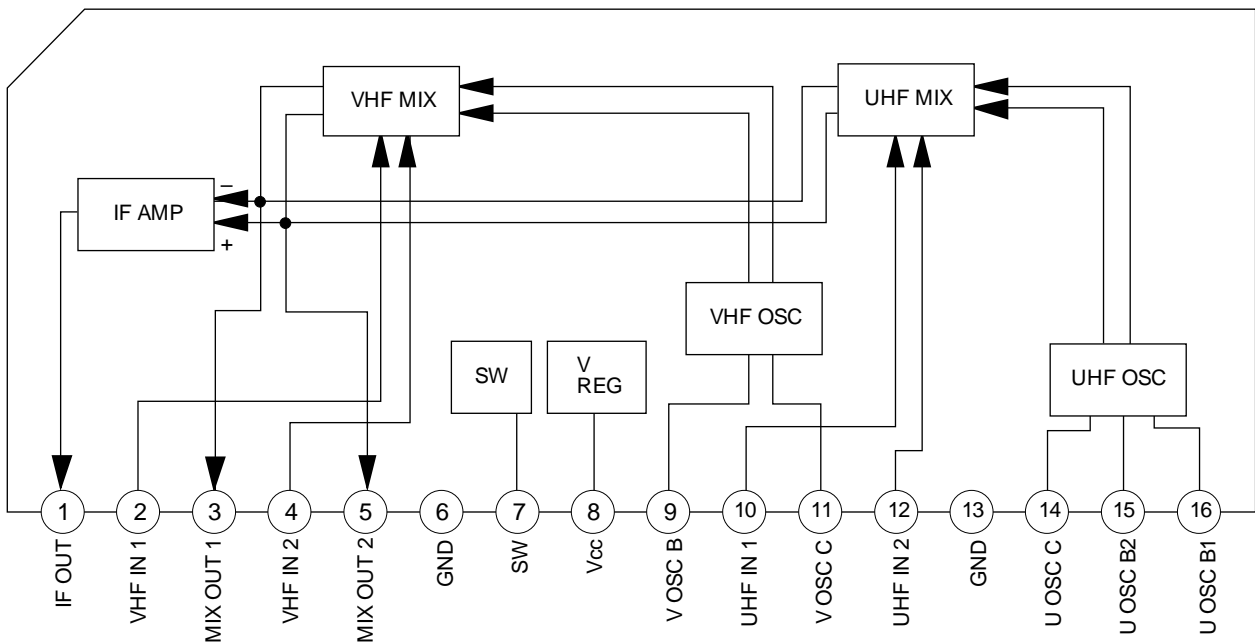 VHF MIX
UHF MIX
–
IF AMP
+
VHF OSC
SW
V
REG
UHF OSC
1
2
3
4
5
6
7
8
9
10
11
12
13
14
15
16
IF OUT
VHF IN 1
MIX OUT 1
VHF IN 2
MIX OUT 2
GND
SW
Vcc
V OSC B
UHF IN 1
V OSC C
UHF IN 2
GND
U OSC C
U OSC B2
U OSC B1